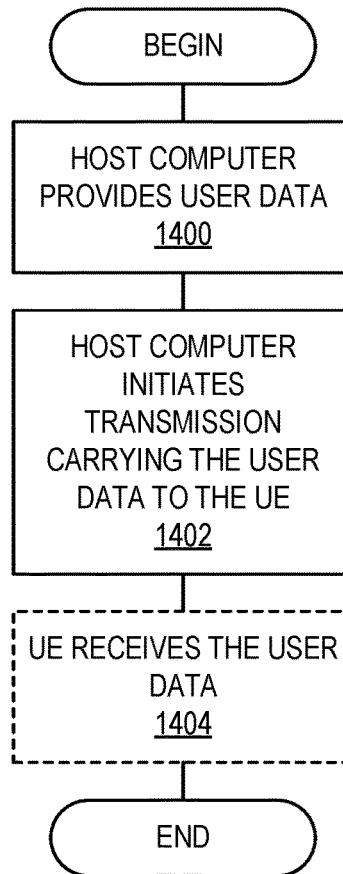 BEGIN
HOST COMPUTER
PROVIDES USER DATA
1400
HOST COMPUTER
INITIATES
TRANSMISSION
CARRYING THE USER
DATA TO THE UE
1402
UE RECEIVES THE USER
DATA
1404
END